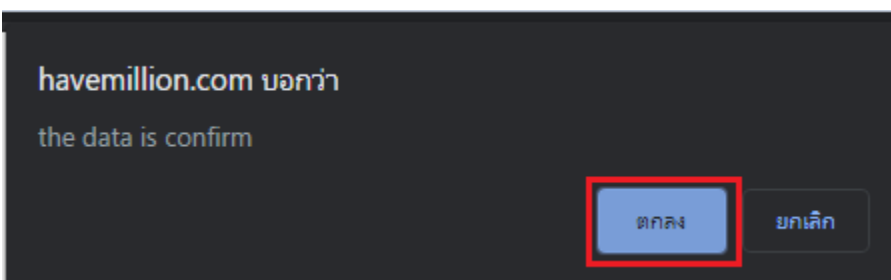 havemillion.com บอกว่า
the data is confirm
ตกลง ยกเลิก